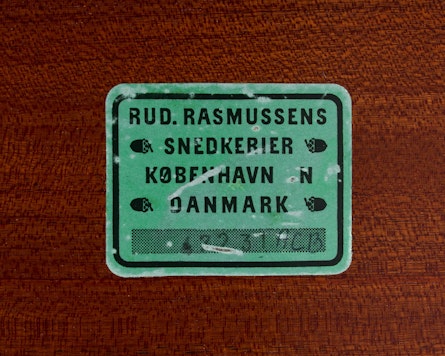 RUD. RASMUSSENS
SNEDKERIER
KØBENHAVN N
DANMARK